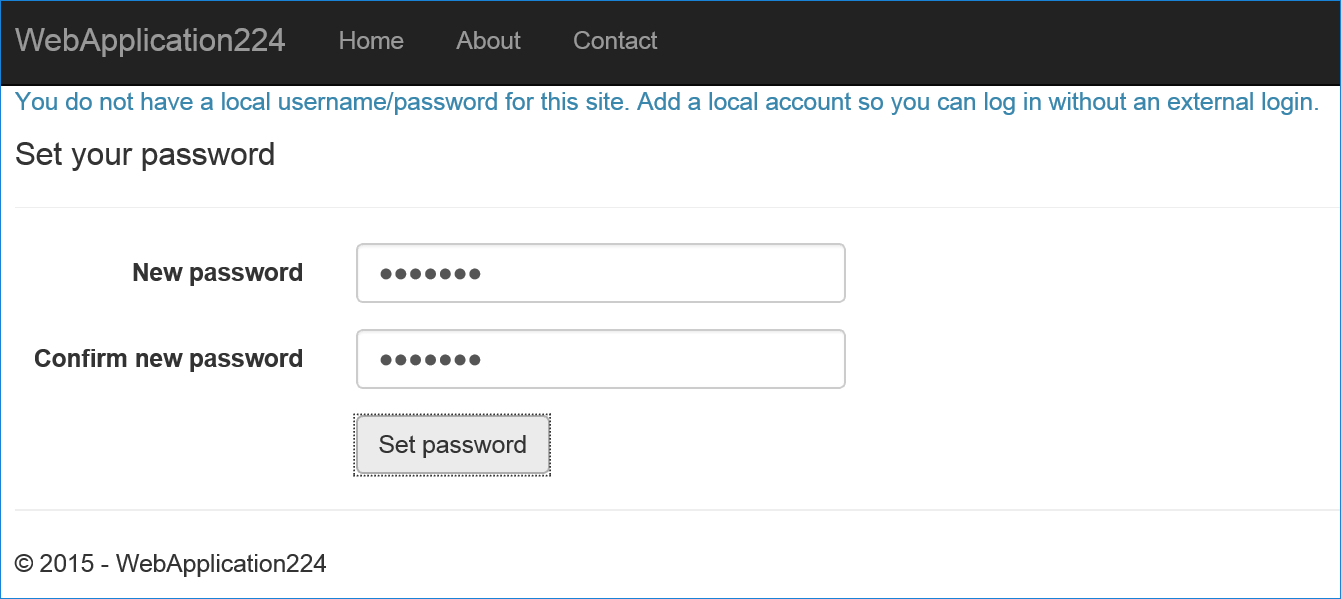 WebApplication224 Home About Contact
You do not have a local username/password for this site. Add a local account so you can log in without an external login.
Set your password
New password ●●●●●●●
Confirm new password ●●●●●●●
Set password
© 2015 - WebApplication224